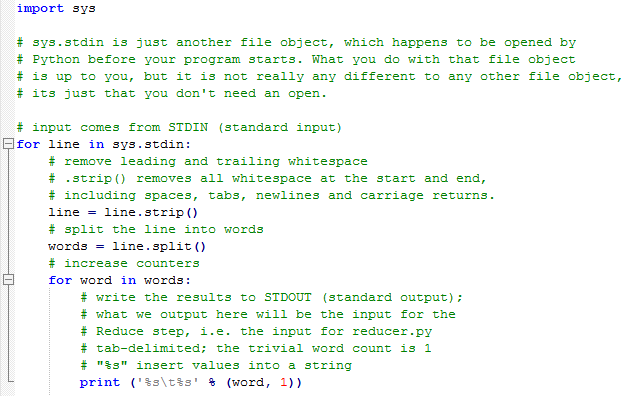 import sys
# sys.stdin is just another file object, which happens to be opened by
# Python before your program starts. What you do with that file object
# is up to you, but it is not really any different to any other file object,
# its just that you don't need an open.
# input comes from STDIN (standard input)
for line in sys.stdin:
# remove leading and trailing whitespace
# .strip() removes all whitespace at the start and end,
# including spaces, tabs, newlines and carriage returns.
line = line.strip()
# split the line into words
words = line.split()
# increase counters
for word in words:
# write the results to STDOUT (standard output);
# what we output here will be the input for the
# Reduce step, i.e. the input for reducer.py
# tab-delimited; the trivial word count is 1
# "%s" insert values into a string
print ('%s\t%s' % (word, 1))